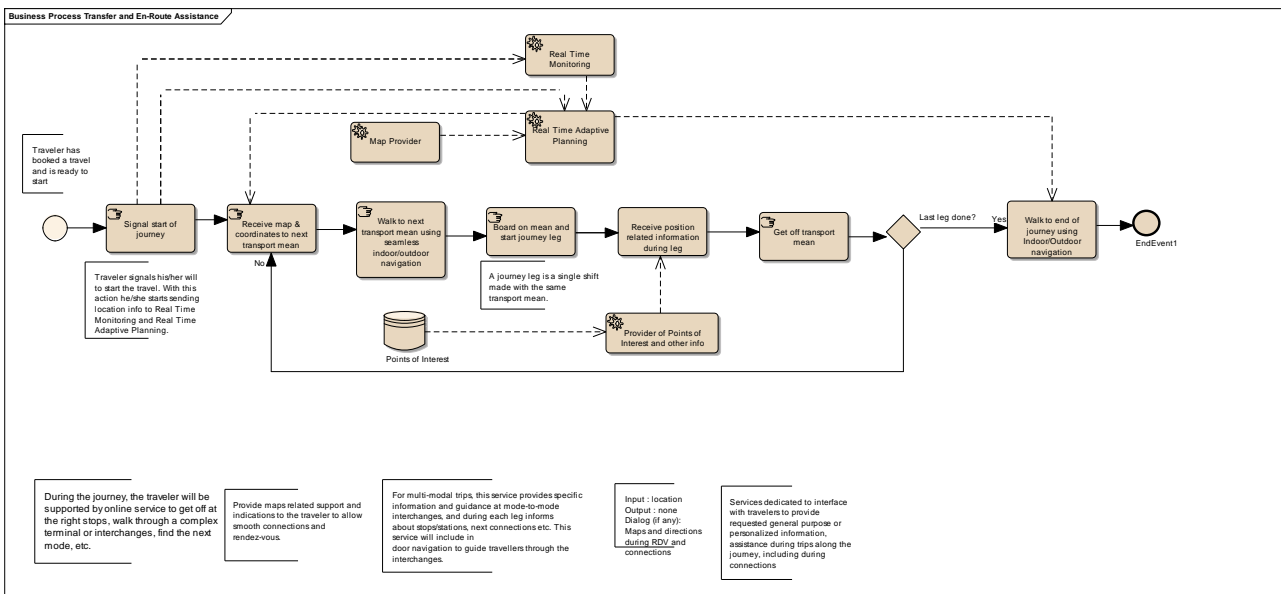 Business Process Transfer and En-Route Assistance
Real Time
Monitoring
Real Time Adaptive
Planning
Map Provider
Traveler has
booked a travel
and is ready to
start
Signal start of
journey
Receive map &
coordinates to next
transport mean
Walk to next
transport mean using
seamless
indoor/outdoor
navigation
Board on mean and
start journey leg
Receive position
related information
during leg
Get off transport
mean
Last leg done?
Yes
Walk to end of
journey using
Indoor/Outdoor
navigation
EndEvent1
No
Traveler signals his/her will
to start the travel. With this
action he/she starts sending
location info to Real Time
Monitoring and Real Time
Adaptive Planning.
A journey leg is a single shift
made with the same
transport mean.
Points of Interest
Provider of Points of
Interest and other info
During the journey, the traveler will be
supported by online service to get off at
the right stops, walk through a complex
terminal or interchanges, find the next
mode, etc.
Provide maps related support and
indications to the traveler to allow
smooth connections and
rendez-vous.
For multi-modal trips, this service provides specific
information and guidance at mode-to-mode
interchanges, and during each leg informs
about stops/stations, next connections etc. This
service will include in
door navigation to guide travellers through the
interchanges.
Input : location
Output : none
Dialog (if any):
Maps and directions
during RDV and
connections
Services dedicated to interface
with travelers to provide
requested general purpose or
personalized information,
assistance during trips along the
journey, including during
connections